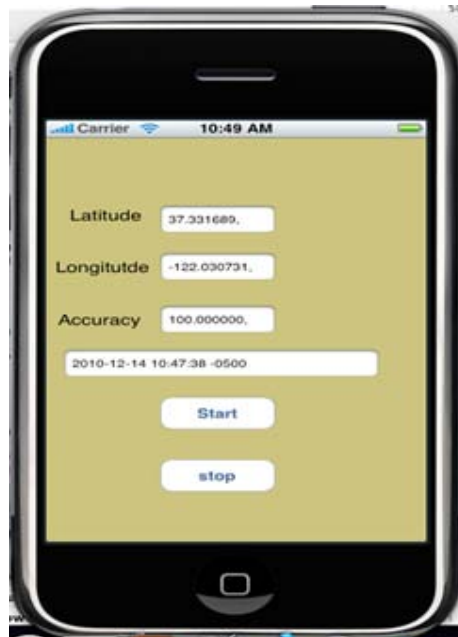 Carrier 10:49 AM
Latitude 37.331689,
Longitutde -122.030731,
Accuracy 100.000000,
2010-12-14 10:47:38 -0500
Start
stop